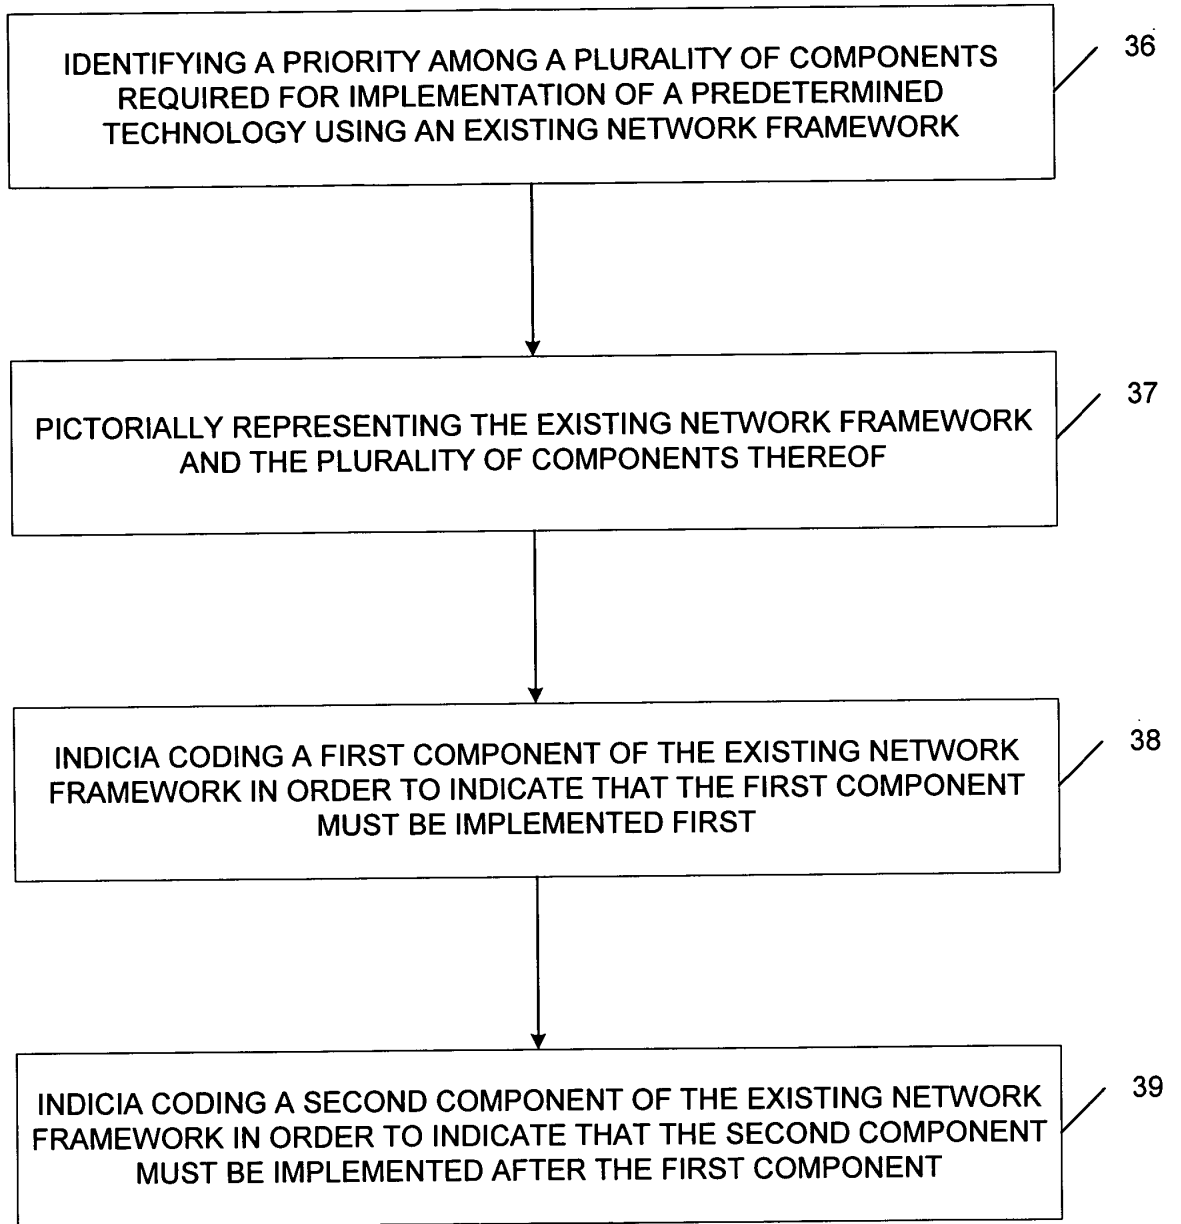 IDENTIFYING A PRIORITY AMONG A PLURALITY OF COMPONENTS
REQUIRED FOR IMPLEMENTATION OF A PREDETERMINED
TECHNOLOGY USING AN EXISTING NETWORK FRAMEWORK
36
PICTORIALLY REPRESENTING THE EXISTING NETWORK FRAMEWORK
AND THE PLURALITY OF COMPONENTS THEREOF
37
INDICIA CODING A FIRST COMPONENT OF THE EXISTING NETWORK
FRAMEWORK IN ORDER TO INDICATE THAT THE FIRST COMPONENT
MUST BE IMPLEMENTED FIRST
38
INDICIA CODING A SECOND COMPONENT OF THE EXISTING NETWORK
FRAMEWORK IN ORDER TO INDICATE THAT THE SECOND COMPONENT
MUST BE IMPLEMENTED AFTER THE FIRST COMPONENT
39